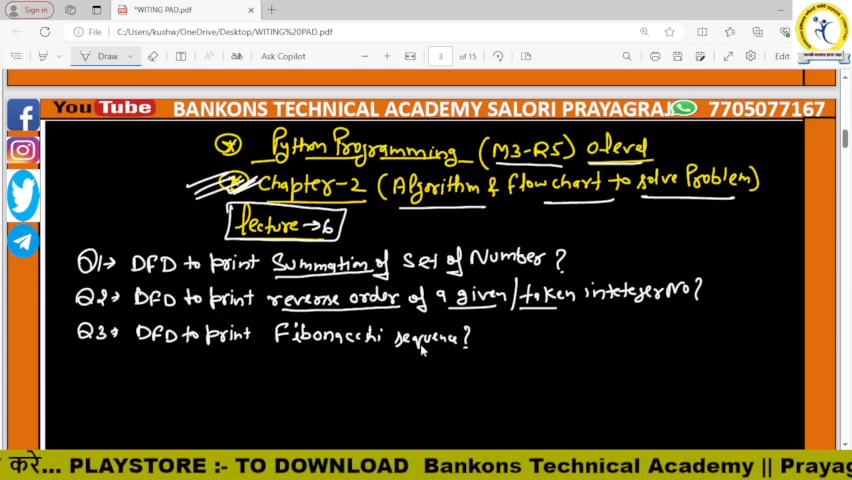 Sign in
*WITING PAD.pdf
File C:/Users/kushw/OneDrive/Desktop/WITING%20PAD.pdf
Draw Ask Copilot 3 of 15 Edit
You Tube BANKONS TECHNICAL ACADEMY SALORI PRAYAGRAJ 7705077167
Python Programming (M3-R5) O level
Chapter-2 (Algorithm & flow chart to solve Problem)
lecture → 6
Q1→ DFD to print Summation of Set of Number?
Q2→ DFD to print reverse order of a given/taken inteteger No?
Q3→ DFD to print Fibonacchi sequence?
करे... PLAYSTORE :- TO DOWNLOAD Bankons Technical Academy || Prayag